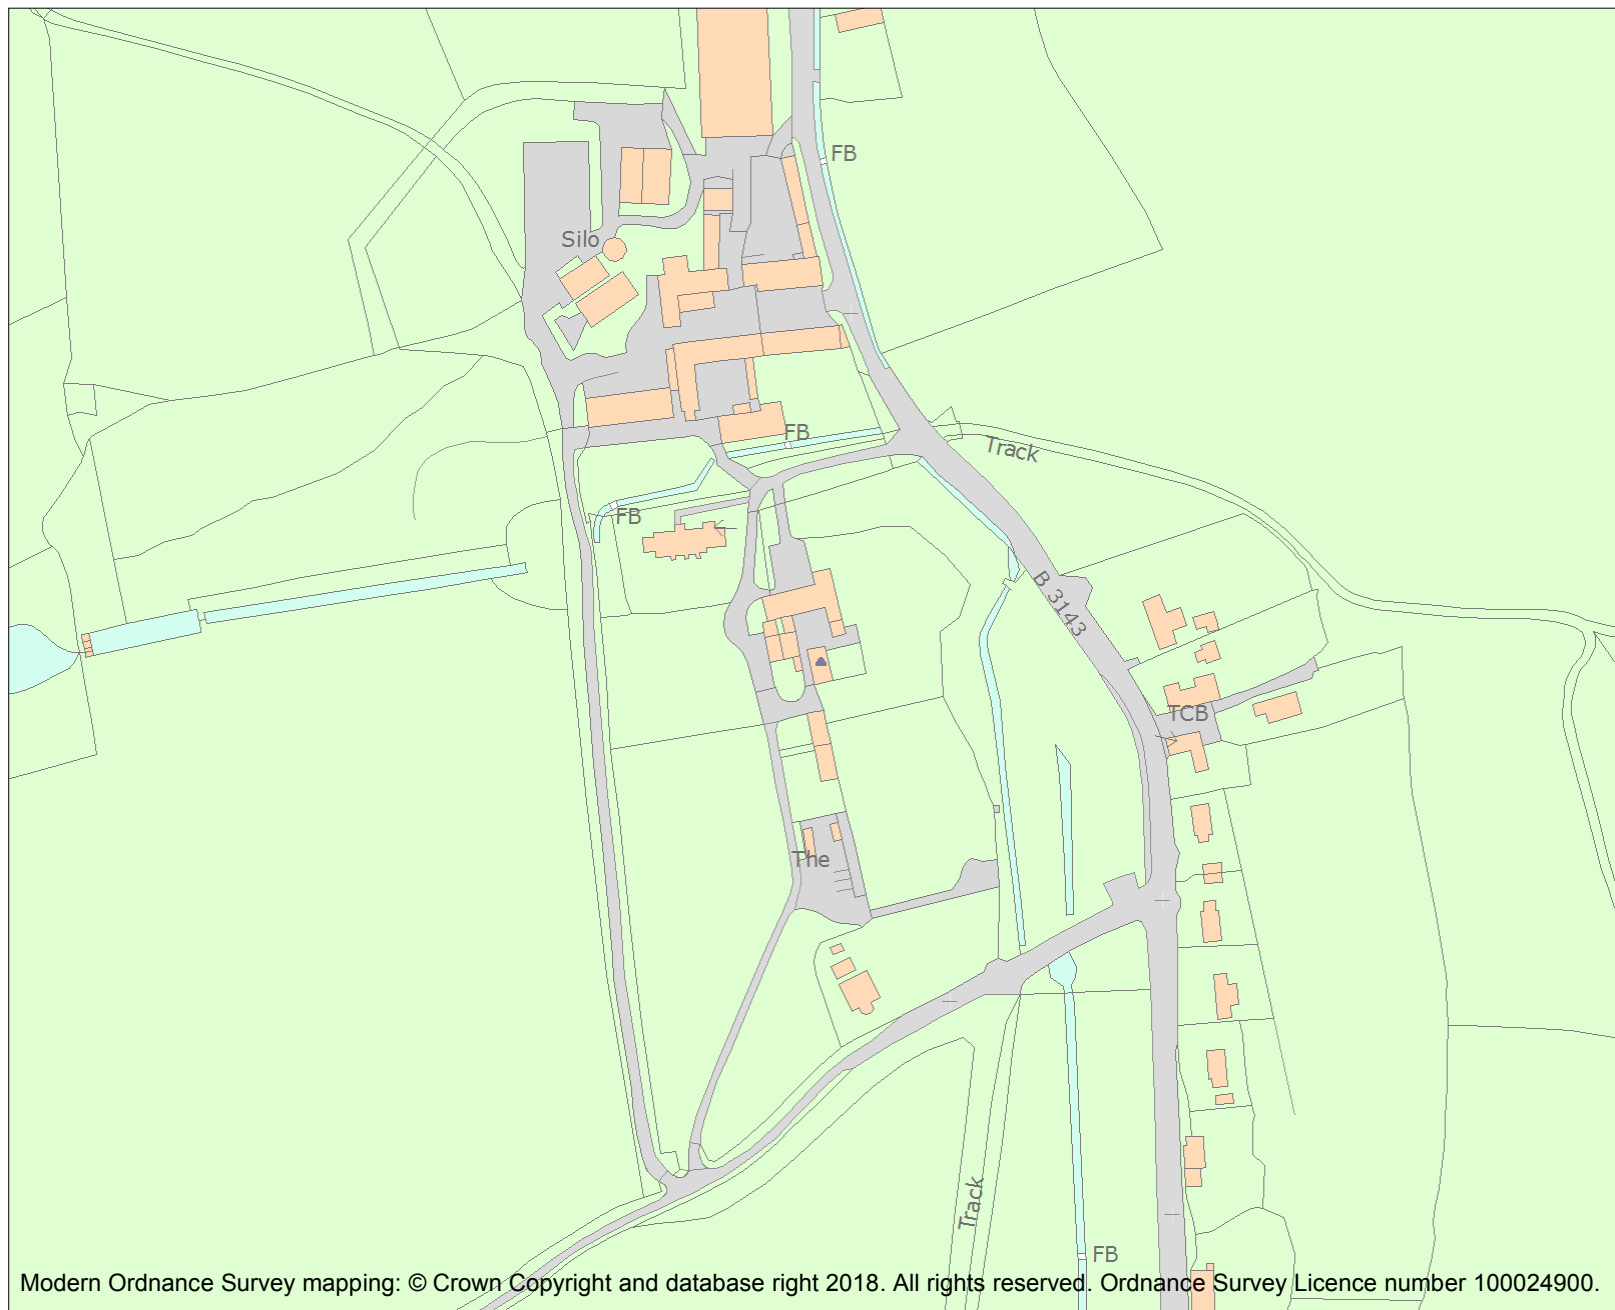 FB
Silo
FB
Track
FB
B 3143
TCB
The
Track
FB
Modern Ordnance Survey mapping: © Crown Copyright and database right 2018. All rights reserved. Ordnance Survey Licence number 100024900.